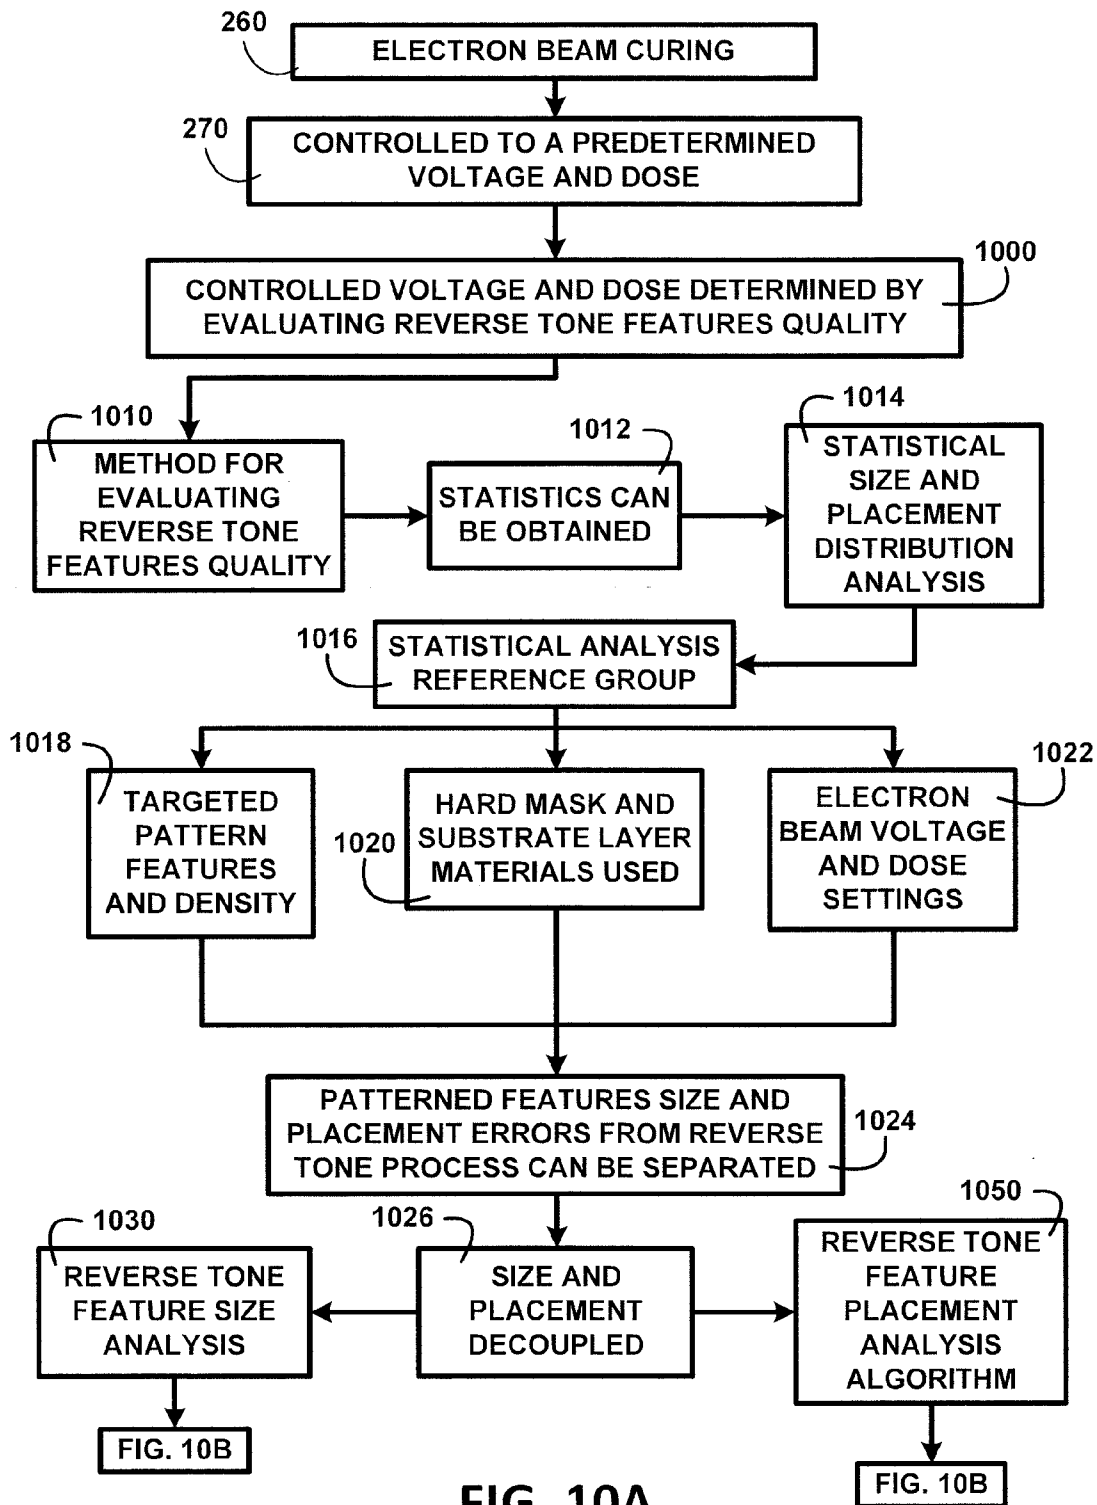 260
ELECTRON BEAM CURING
270
CONTROLLED TO A PREDETERMINED
VOLTAGE AND DOSE
1000
CONTROLLED VOLTAGE AND DOSE DETERMINED BY
EVALUATING REVERSE TONE FEATURES QUALITY
1010
METHOD FOR
EVALUATING
REVERSE TONE
FEATURES QUALITY
1012
STATISTICS CAN
BE OBTAINED
1014
STATISTICAL
SIZE AND
PLACEMENT
DISTRIBUTION
ANALYSIS
1016
STATISTICAL ANALYSIS
REFERENCE GROUP
1018
TARGETED
PATTERN
FEATURES
AND DENSITY
1020
HARD MASK AND
SUBSTRATE LAYER
MATERIALS USED
1022
ELECTRON
BEAM VOLTAGE
AND DOSE
SETTINGS
PATTERNED FEATURES SIZE AND
PLACEMENT ERRORS FROM REVERSE
TONE PROCESS CAN BE SEPARATED
1024
1030
REVERSE TONE
FEATURE SIZE
ANALYSIS
1026
SIZE AND
PLACEMENT
DECOUPLED
1050
REVERSE TONE
FEATURE
PLACEMENT
ANALYSIS
ALGORITHM
FIG. 10B
FIG. 10B
FIG. 10A